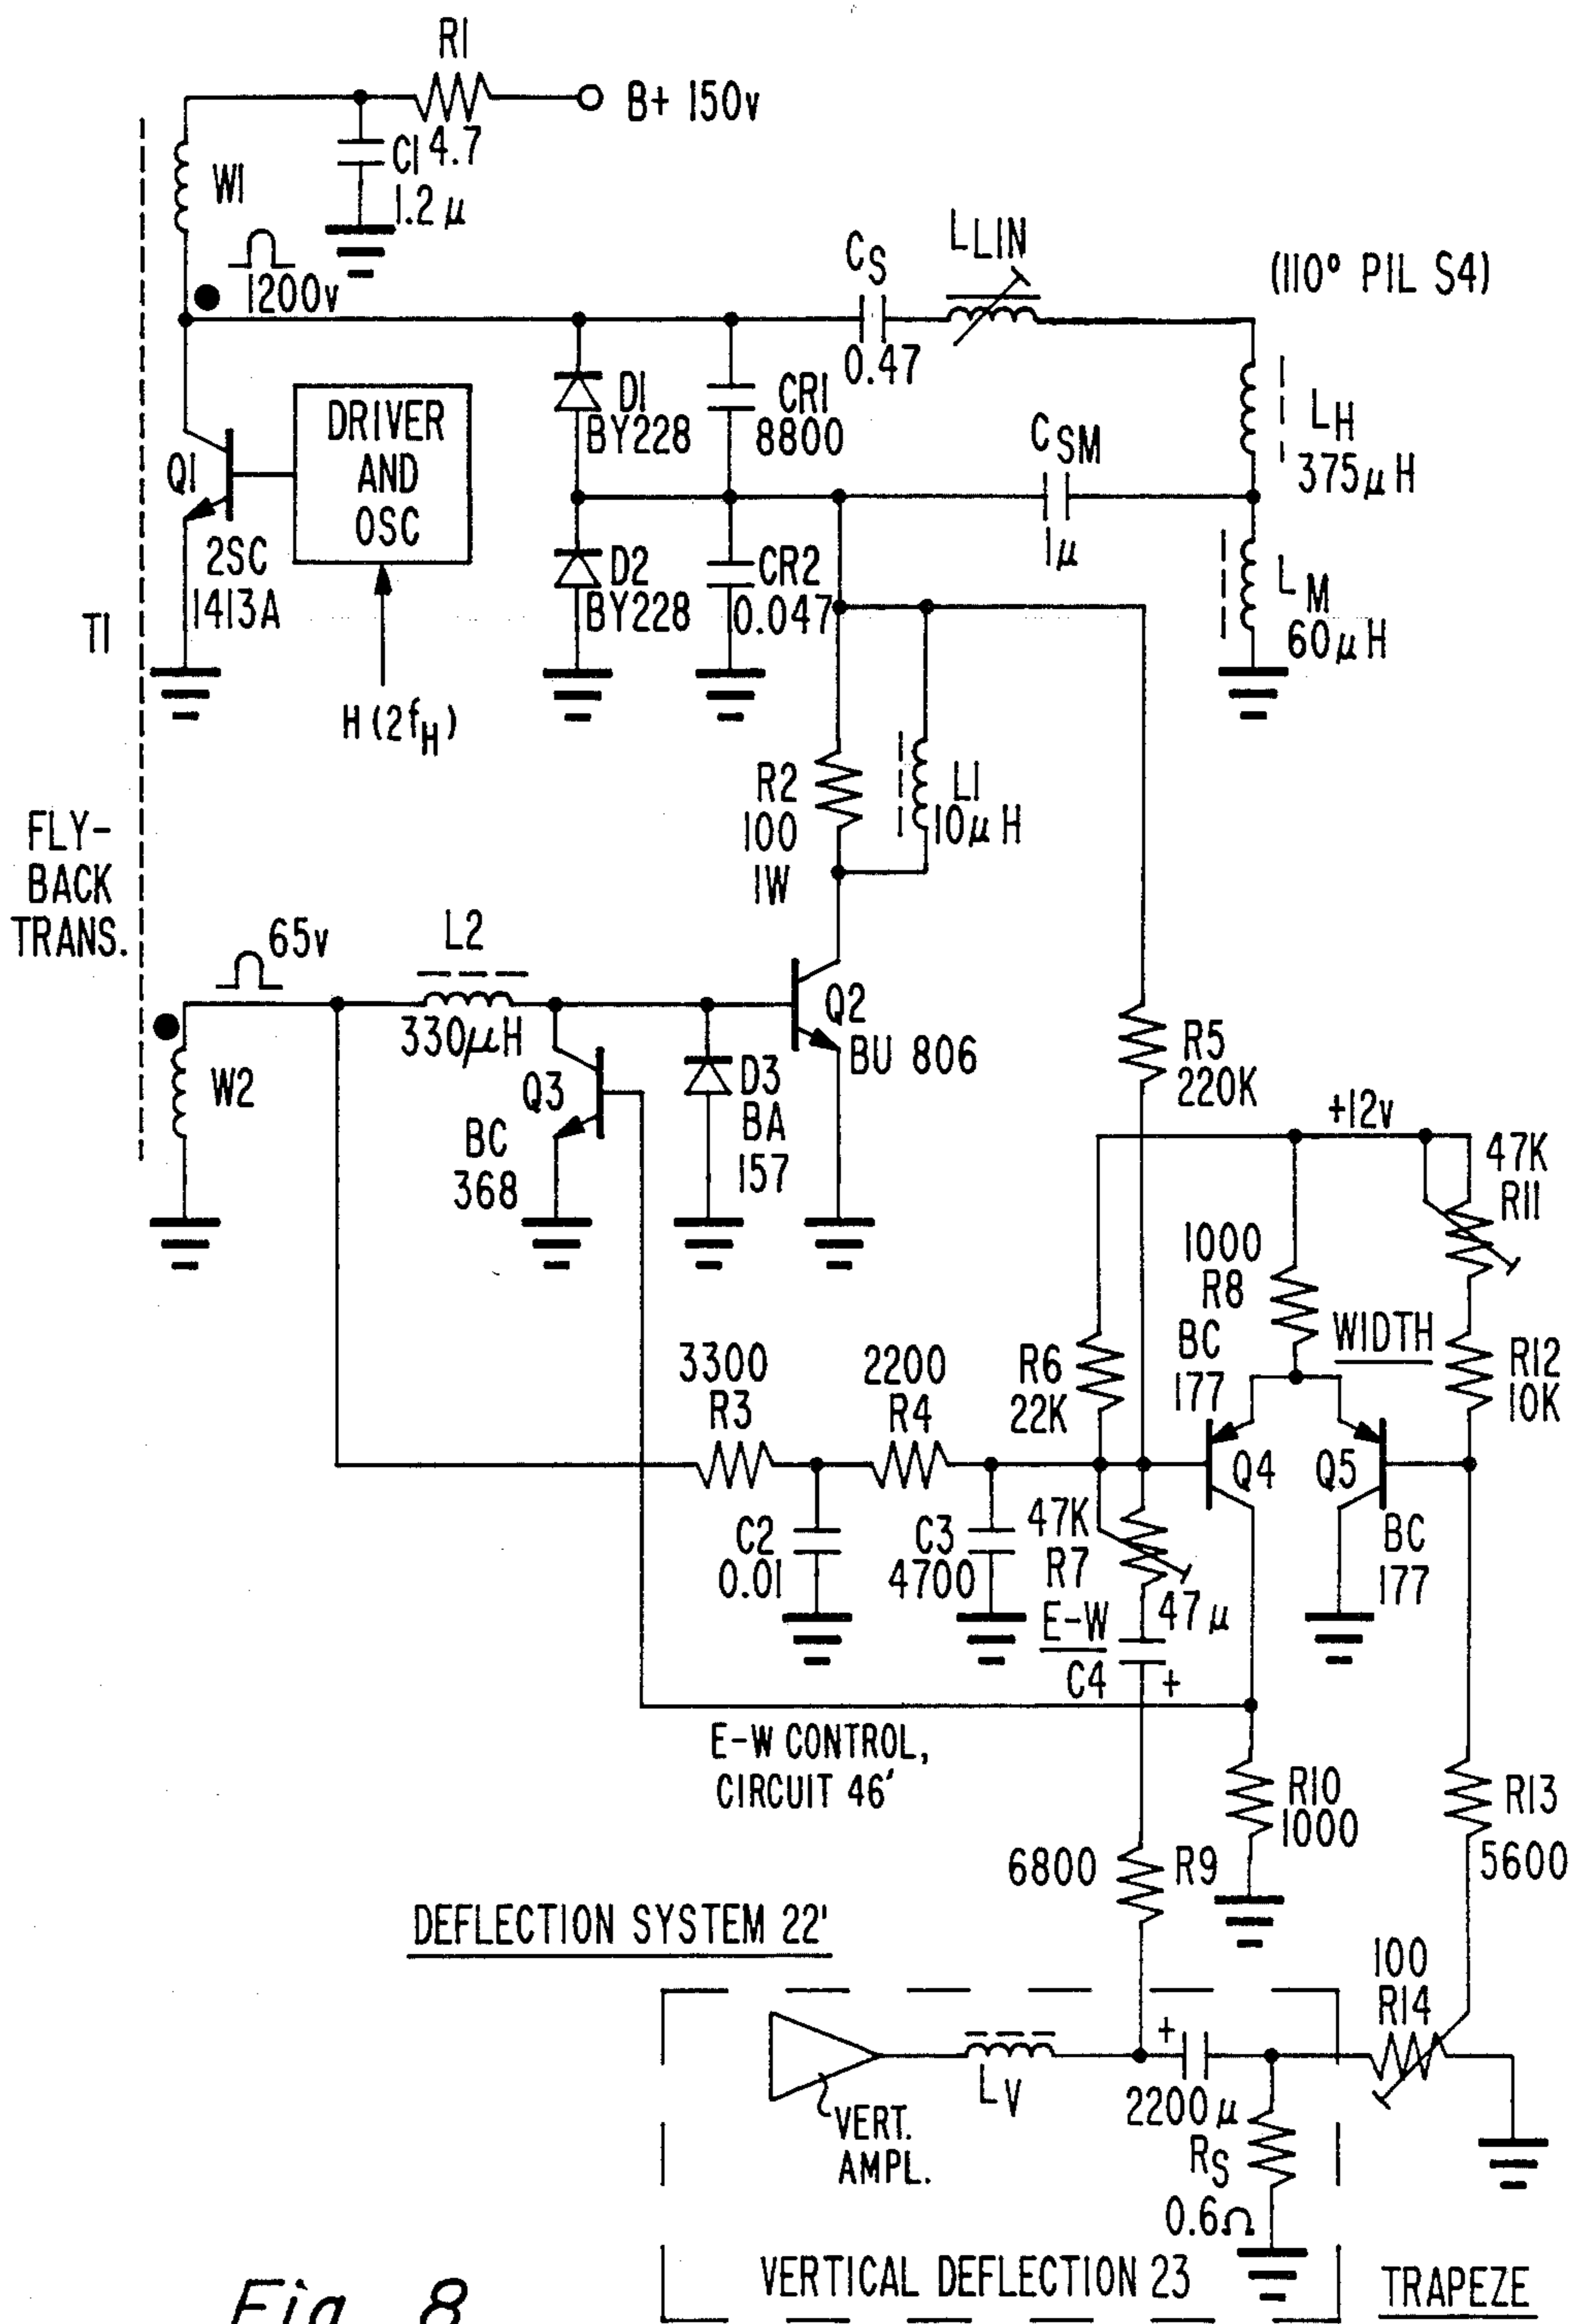 R1
B+ 150v
4.7
C1
1.2 µ
W1
1200v
CS
LLIN
(110° PIL S4)
0.47
DRIVER
AND
OSC
Q1
2SC
1413A
H (2fH)
T1
D1
BY228
CR1
8800
CSM
1µ
LH
375µH
D2
BY228
CR2
0.047
LM
60µH
FLY-
BACK
TRANS.
R2
100
1W
L1
10µH
65v
L2
330µH
W2
Q3
BC
368
D3
BA
157
Q2
BU 806
R5
220K
+12v
47K
R11
1000
R8
BC
177
WIDTH
R12
10K
3300
R3
2200
R4
R6
22K
Q4
Q5
BC
177
C2
0.01
C3
4700
47K
R7
E-W
47µ
C4
+
E-W CONTROL,
CIRCUIT 46'
R10
1000
R13
5600
6800
R9
DEFLECTION SYSTEM 22'
100
R14
+
LV
2200µ
VERT.
AMPL.
RS
0.6Ω
VERTICAL DEFLECTION 23
TRAPEZE
Fig. 8